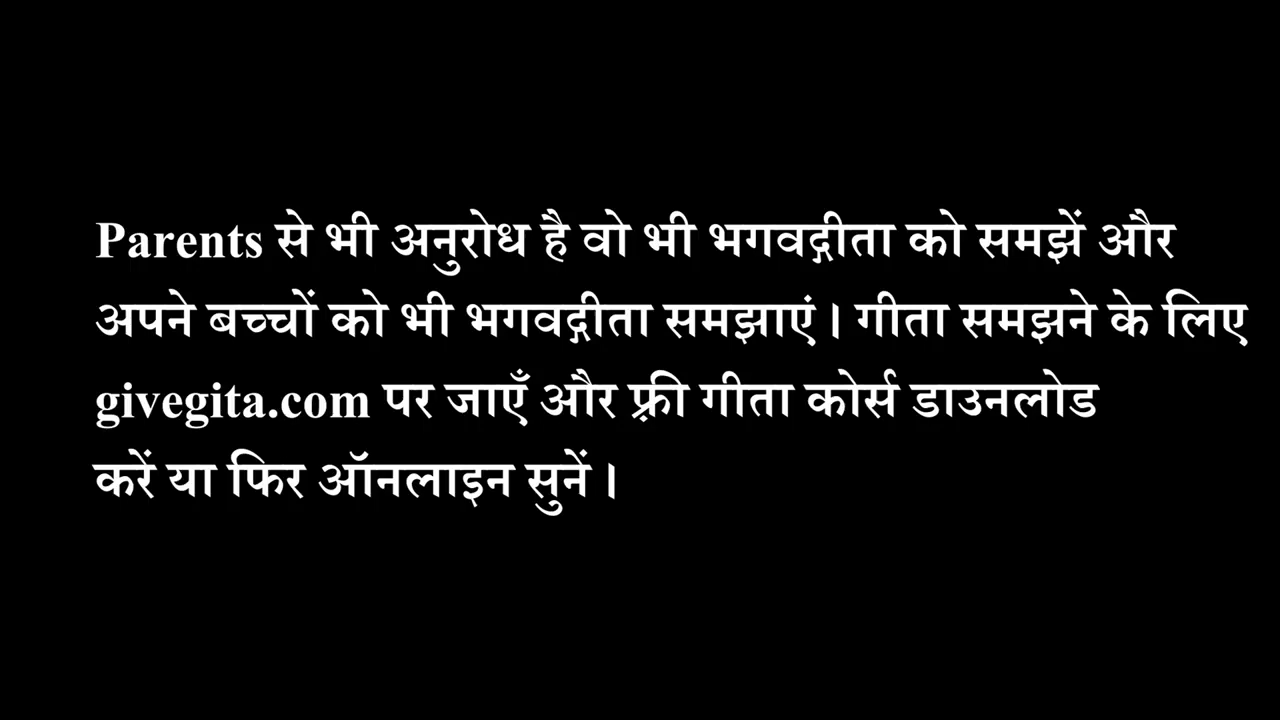 Parents से भी अनुरोध है वो भी भगवद्गीता को समझें और
अपने बच्चों को भी भगवद्गीता समझाएं। गीता समझने के लिए
givegita.com पर जाएँ और फ़्री गीता कोर्स डाउनलोड
करें या फिर ऑनलाइन सुनें।